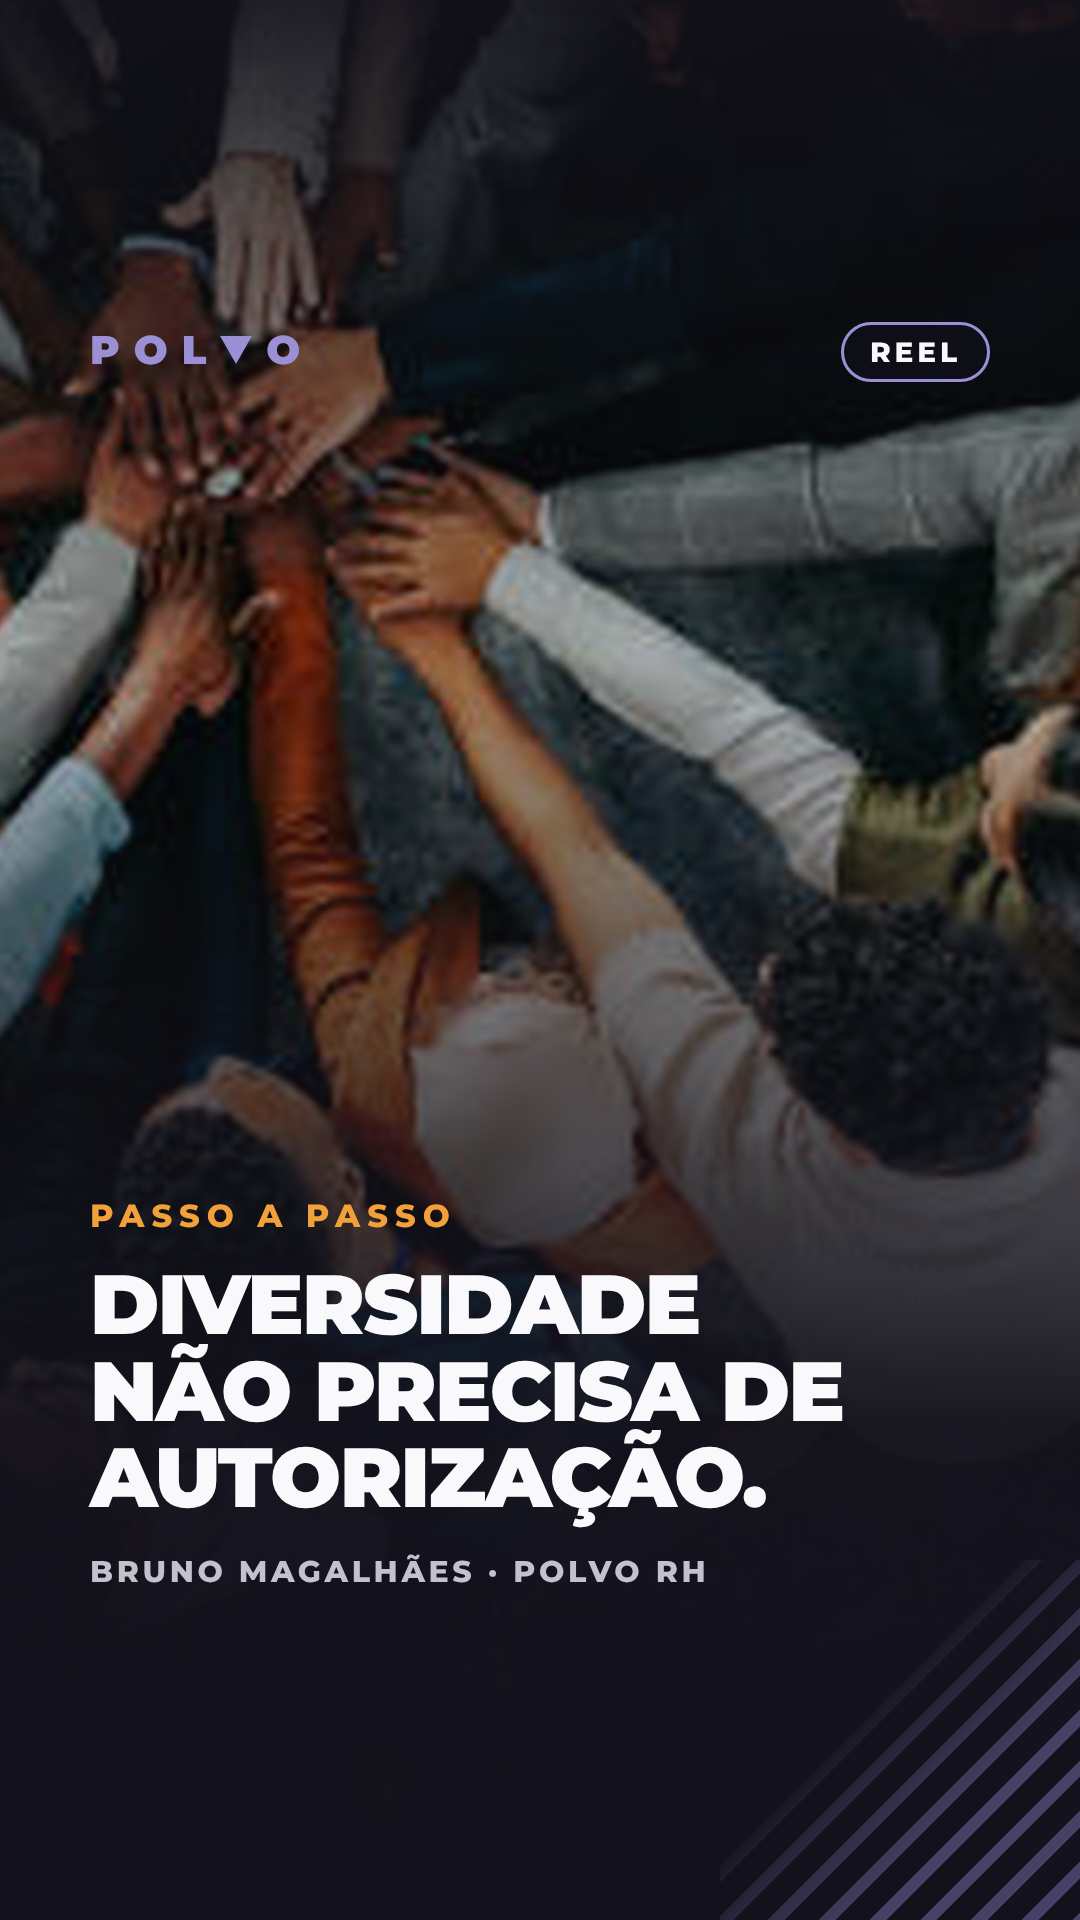 POLVO
REEL
PASSO A PASSO
DIVERSIDADE
NÃO PRECISA DE
AUTORIZAÇÃO.
BRUNO MAGALHÃES · POLVO RH